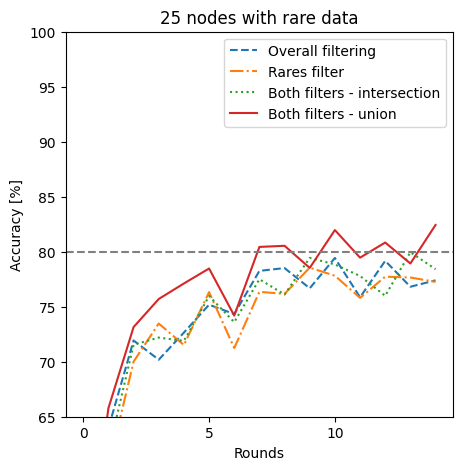 25 nodes with rare data
Overall filtering
Rares filter
Both filters - intersection
Both filters - union
Accuracy [%]
100
95
90
85
80
75
70
65
0
5
10
Rounds